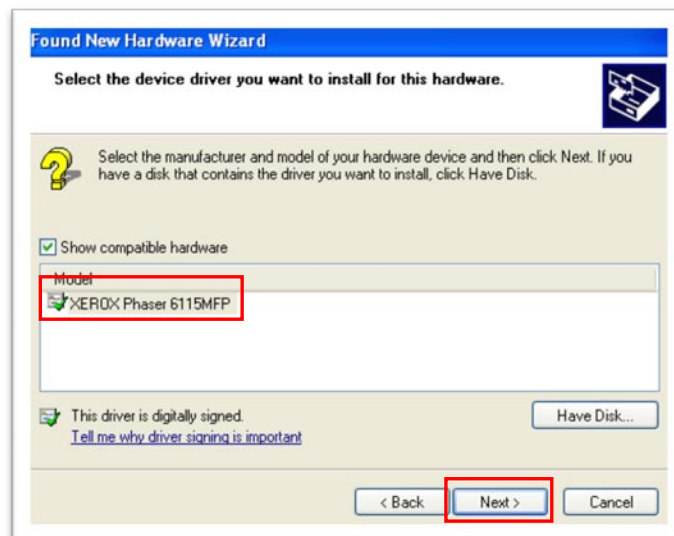 Found New Hardware Wizard
Select the device driver you want to install for this hardware.
Select the manufacturer and model of your hardware device and then click Next. If you
have a disk that contains the driver you want to install, click Have Disk.
Show compatible hardware
Model
XEROX Phaser 6115MFP
This driver is digitally signed.
Have Disk...
Tell me why driver signing is important
< Back
Next >
Cancel